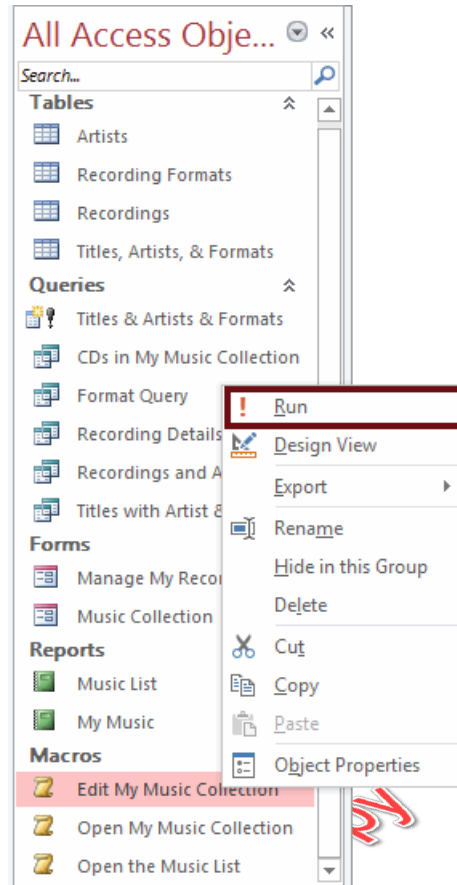 All Access Obje...
Search...
Tables
Artists
Recording Formats
Recordings
Titles, Artists, & Formats
Queries
Titles & Artists & Formats
CDs in My Music Collection
Format Query
Recording Details
Recordings and A
Titles with Artist &
Forms
Manage My Reco
Music Collection
Reports
Music List
My Music
Macros
Edit My Music Collection
Open My Music Collection
Open the Music List
Run
Design View
Export
Rename
Hide in this Group
Delete
Cut
Copy
Paste
Object Properties